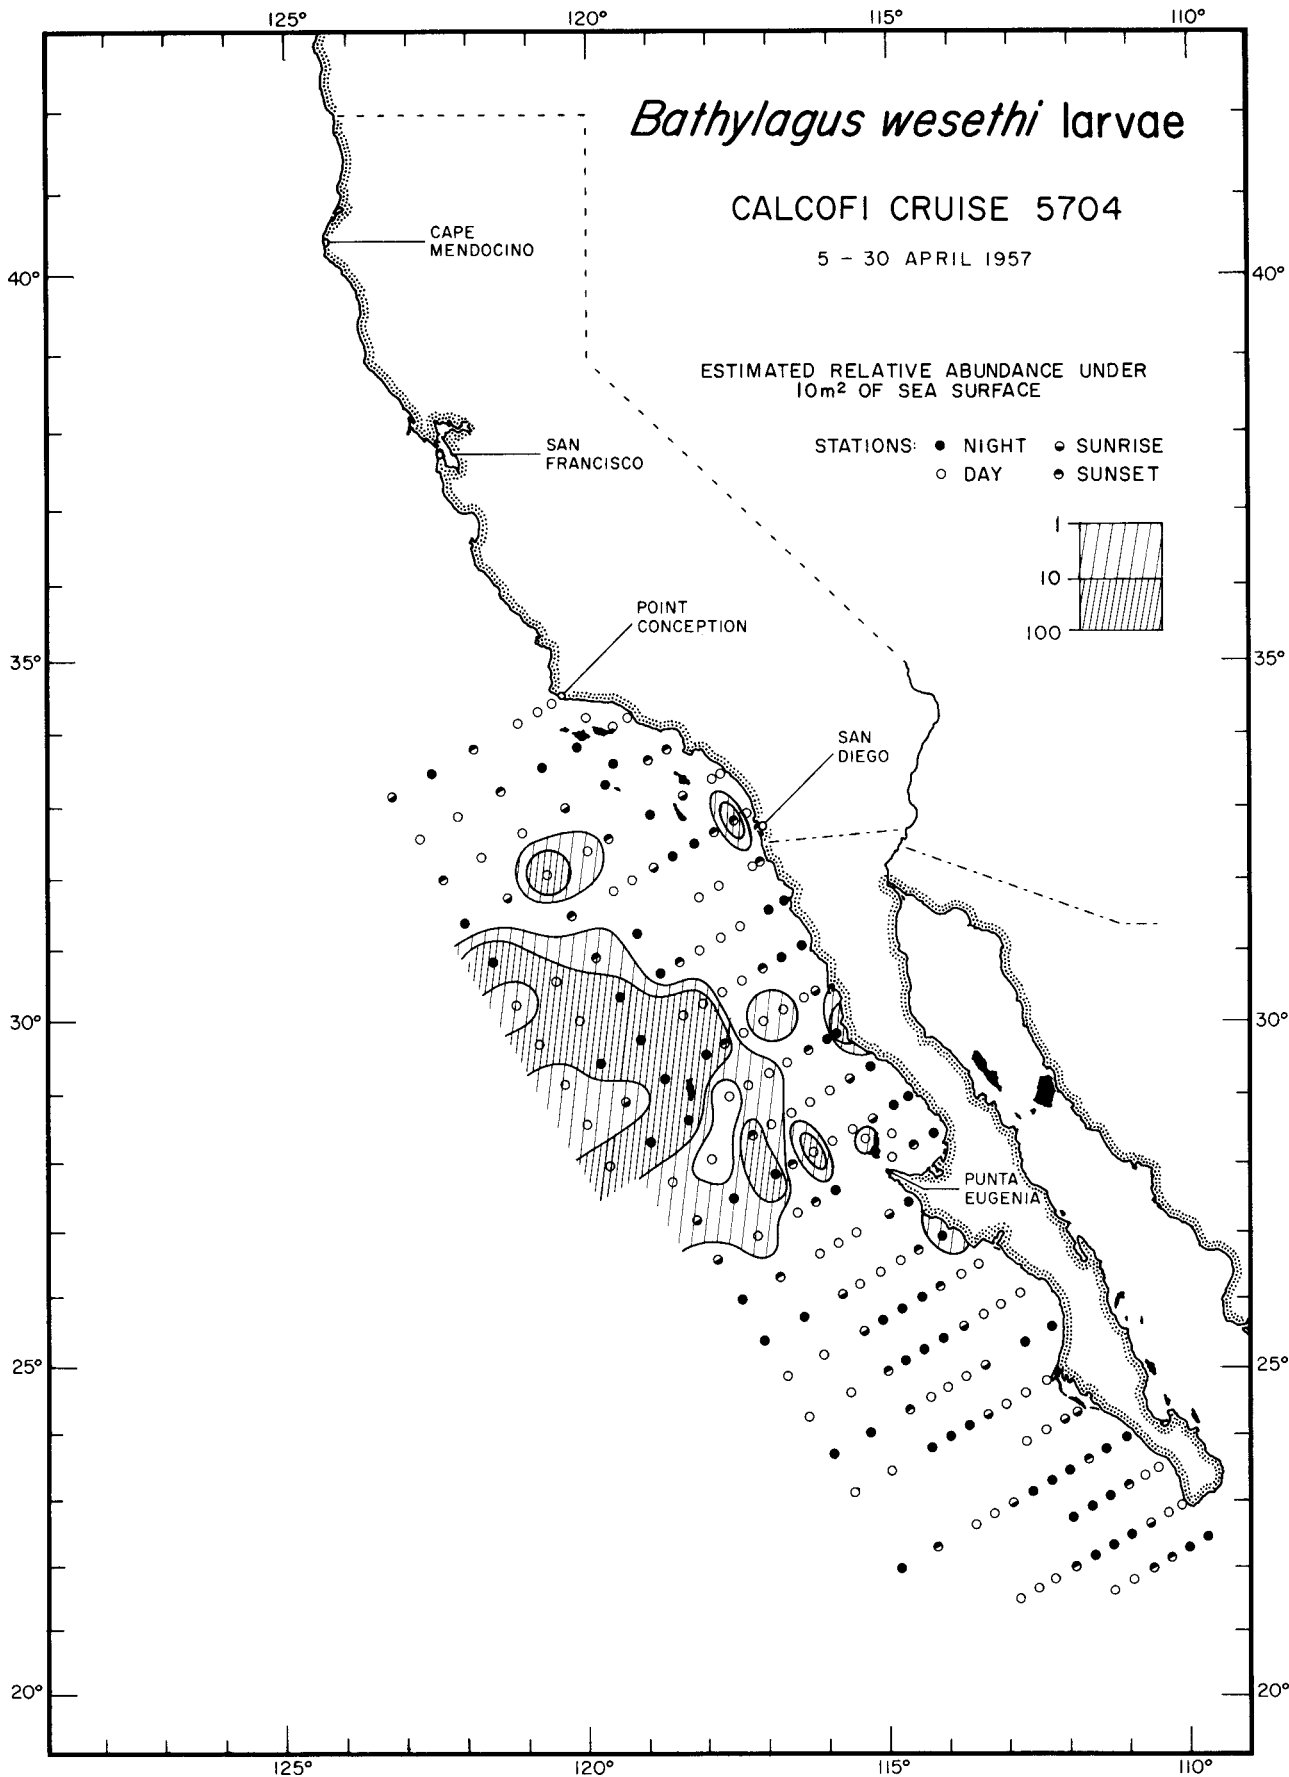 125° 120° 115° 110°
Bathylagus wesethi larvae
CALCOFI CRUISE 5704
5 – 30 APRIL 1957
CAPE
MENDOCINO
40° 40°
ESTIMATED RELATIVE ABUNDANCE UNDER
10m² OF SEA SURFACE
STATIONS: ● NIGHT ◒ SUNRISE
○ DAY ◓ SUNSET
SAN
FRANCISCO
1
10
100
POINT
CONCEPTION
35° 35°
SAN
DIEGO
30° 30°
PUNTA
EUGENIA
25° 25°
20° 20°
125° 120° 115° 110°